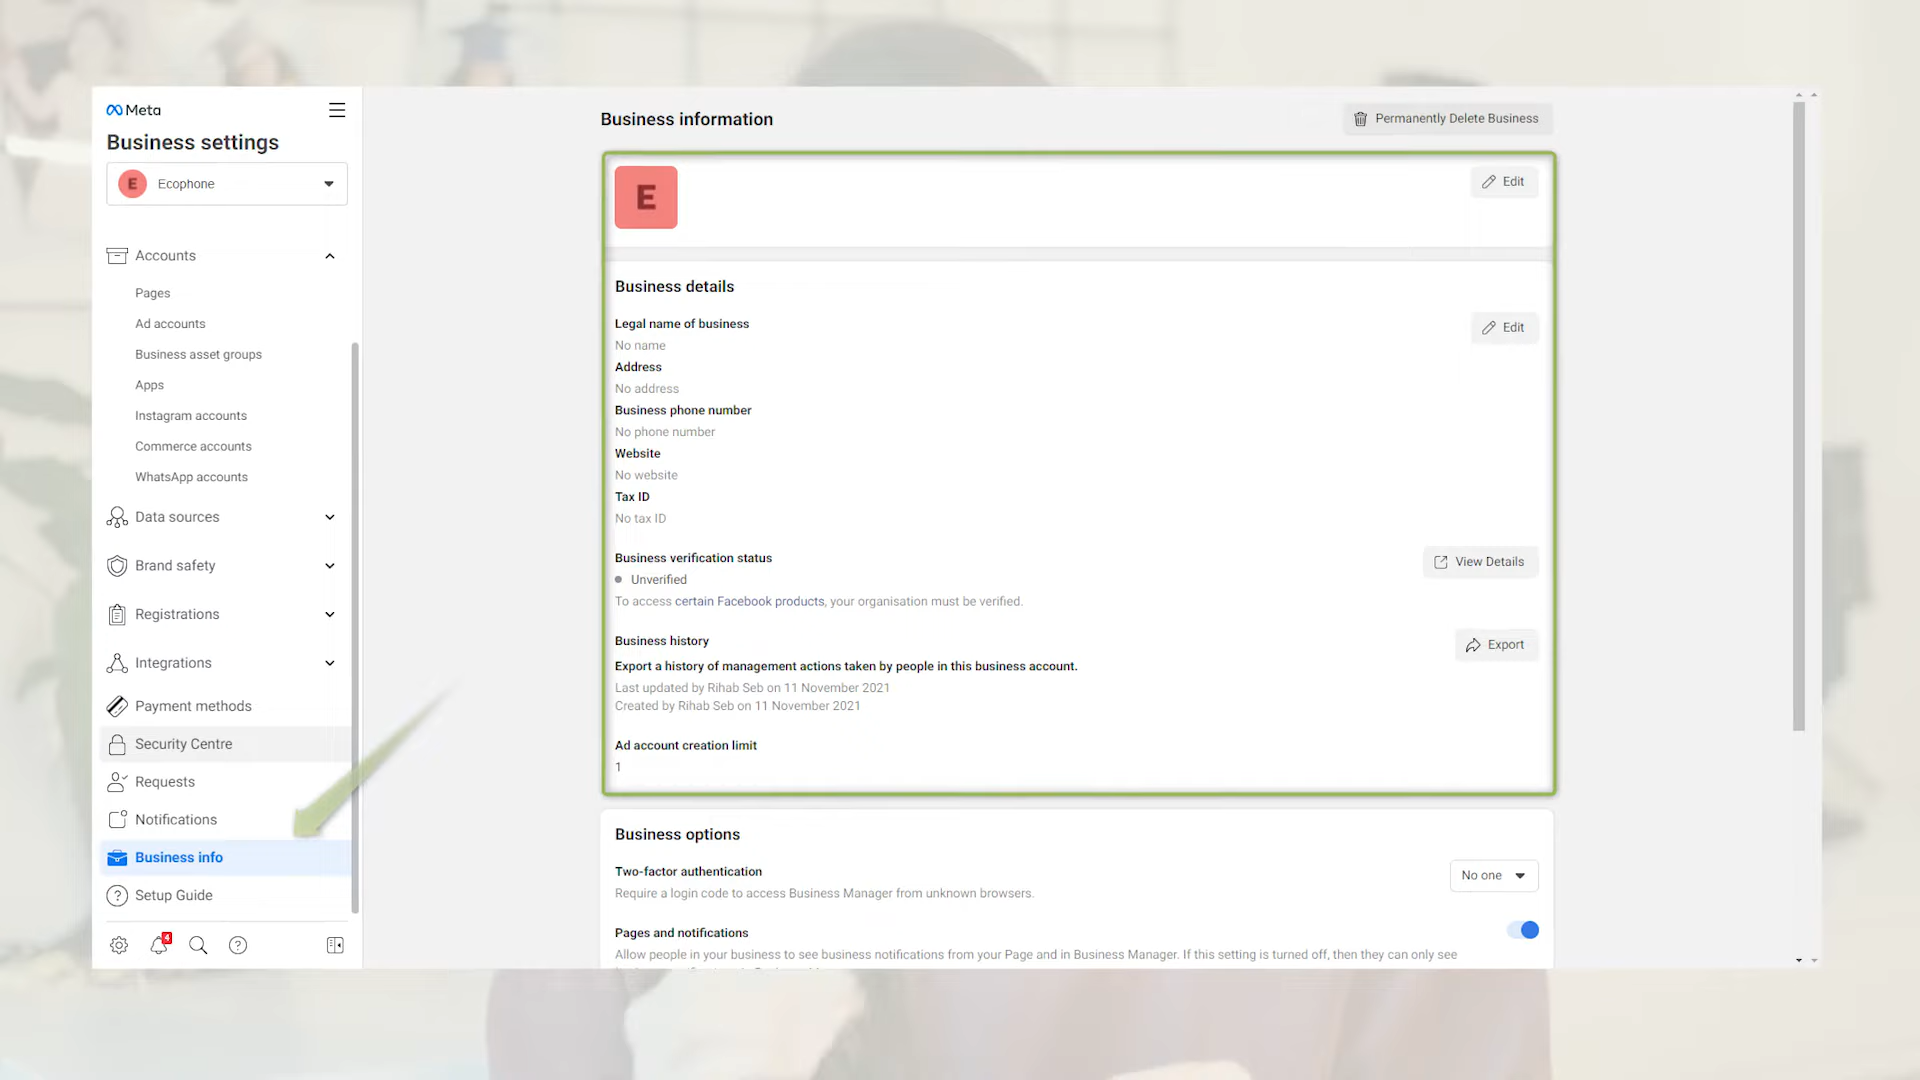 Meta
Business settings
E
Ecophone
Accounts
Pages
Ad accounts
Business asset groups
Apps
Instagram accounts
Commerce accounts
WhatsApp accounts
Data sources
Brand safety
Registrations
Integrations
Payment methods
Security Centre
Requests
Notifications
Business info
Setup Guide
4
Business information
Permanently Delete Business
E
Edit
Business details
Legal name of business
Edit
No name
Address
No address
Business phone number
No phone number
Website
No website
Tax ID
No tax ID
Business verification status
View Details
Unverified
To access certain Facebook products, your organisation must be verified.
Business history
Export
Export a history of management actions taken by people in this business account.
Last updated by Rihab Seb on 11 November 2021
Created by Rihab Seb on 11 November 2021
Ad account creation limit
1
Business options
Two-factor authentication
No one
Require a login code to access Business Manager from unknown browsers.
Pages and notifications
Allow people in your business to see business notifications from your Page and in Business Manager. If this setting is turned off, then they can only see